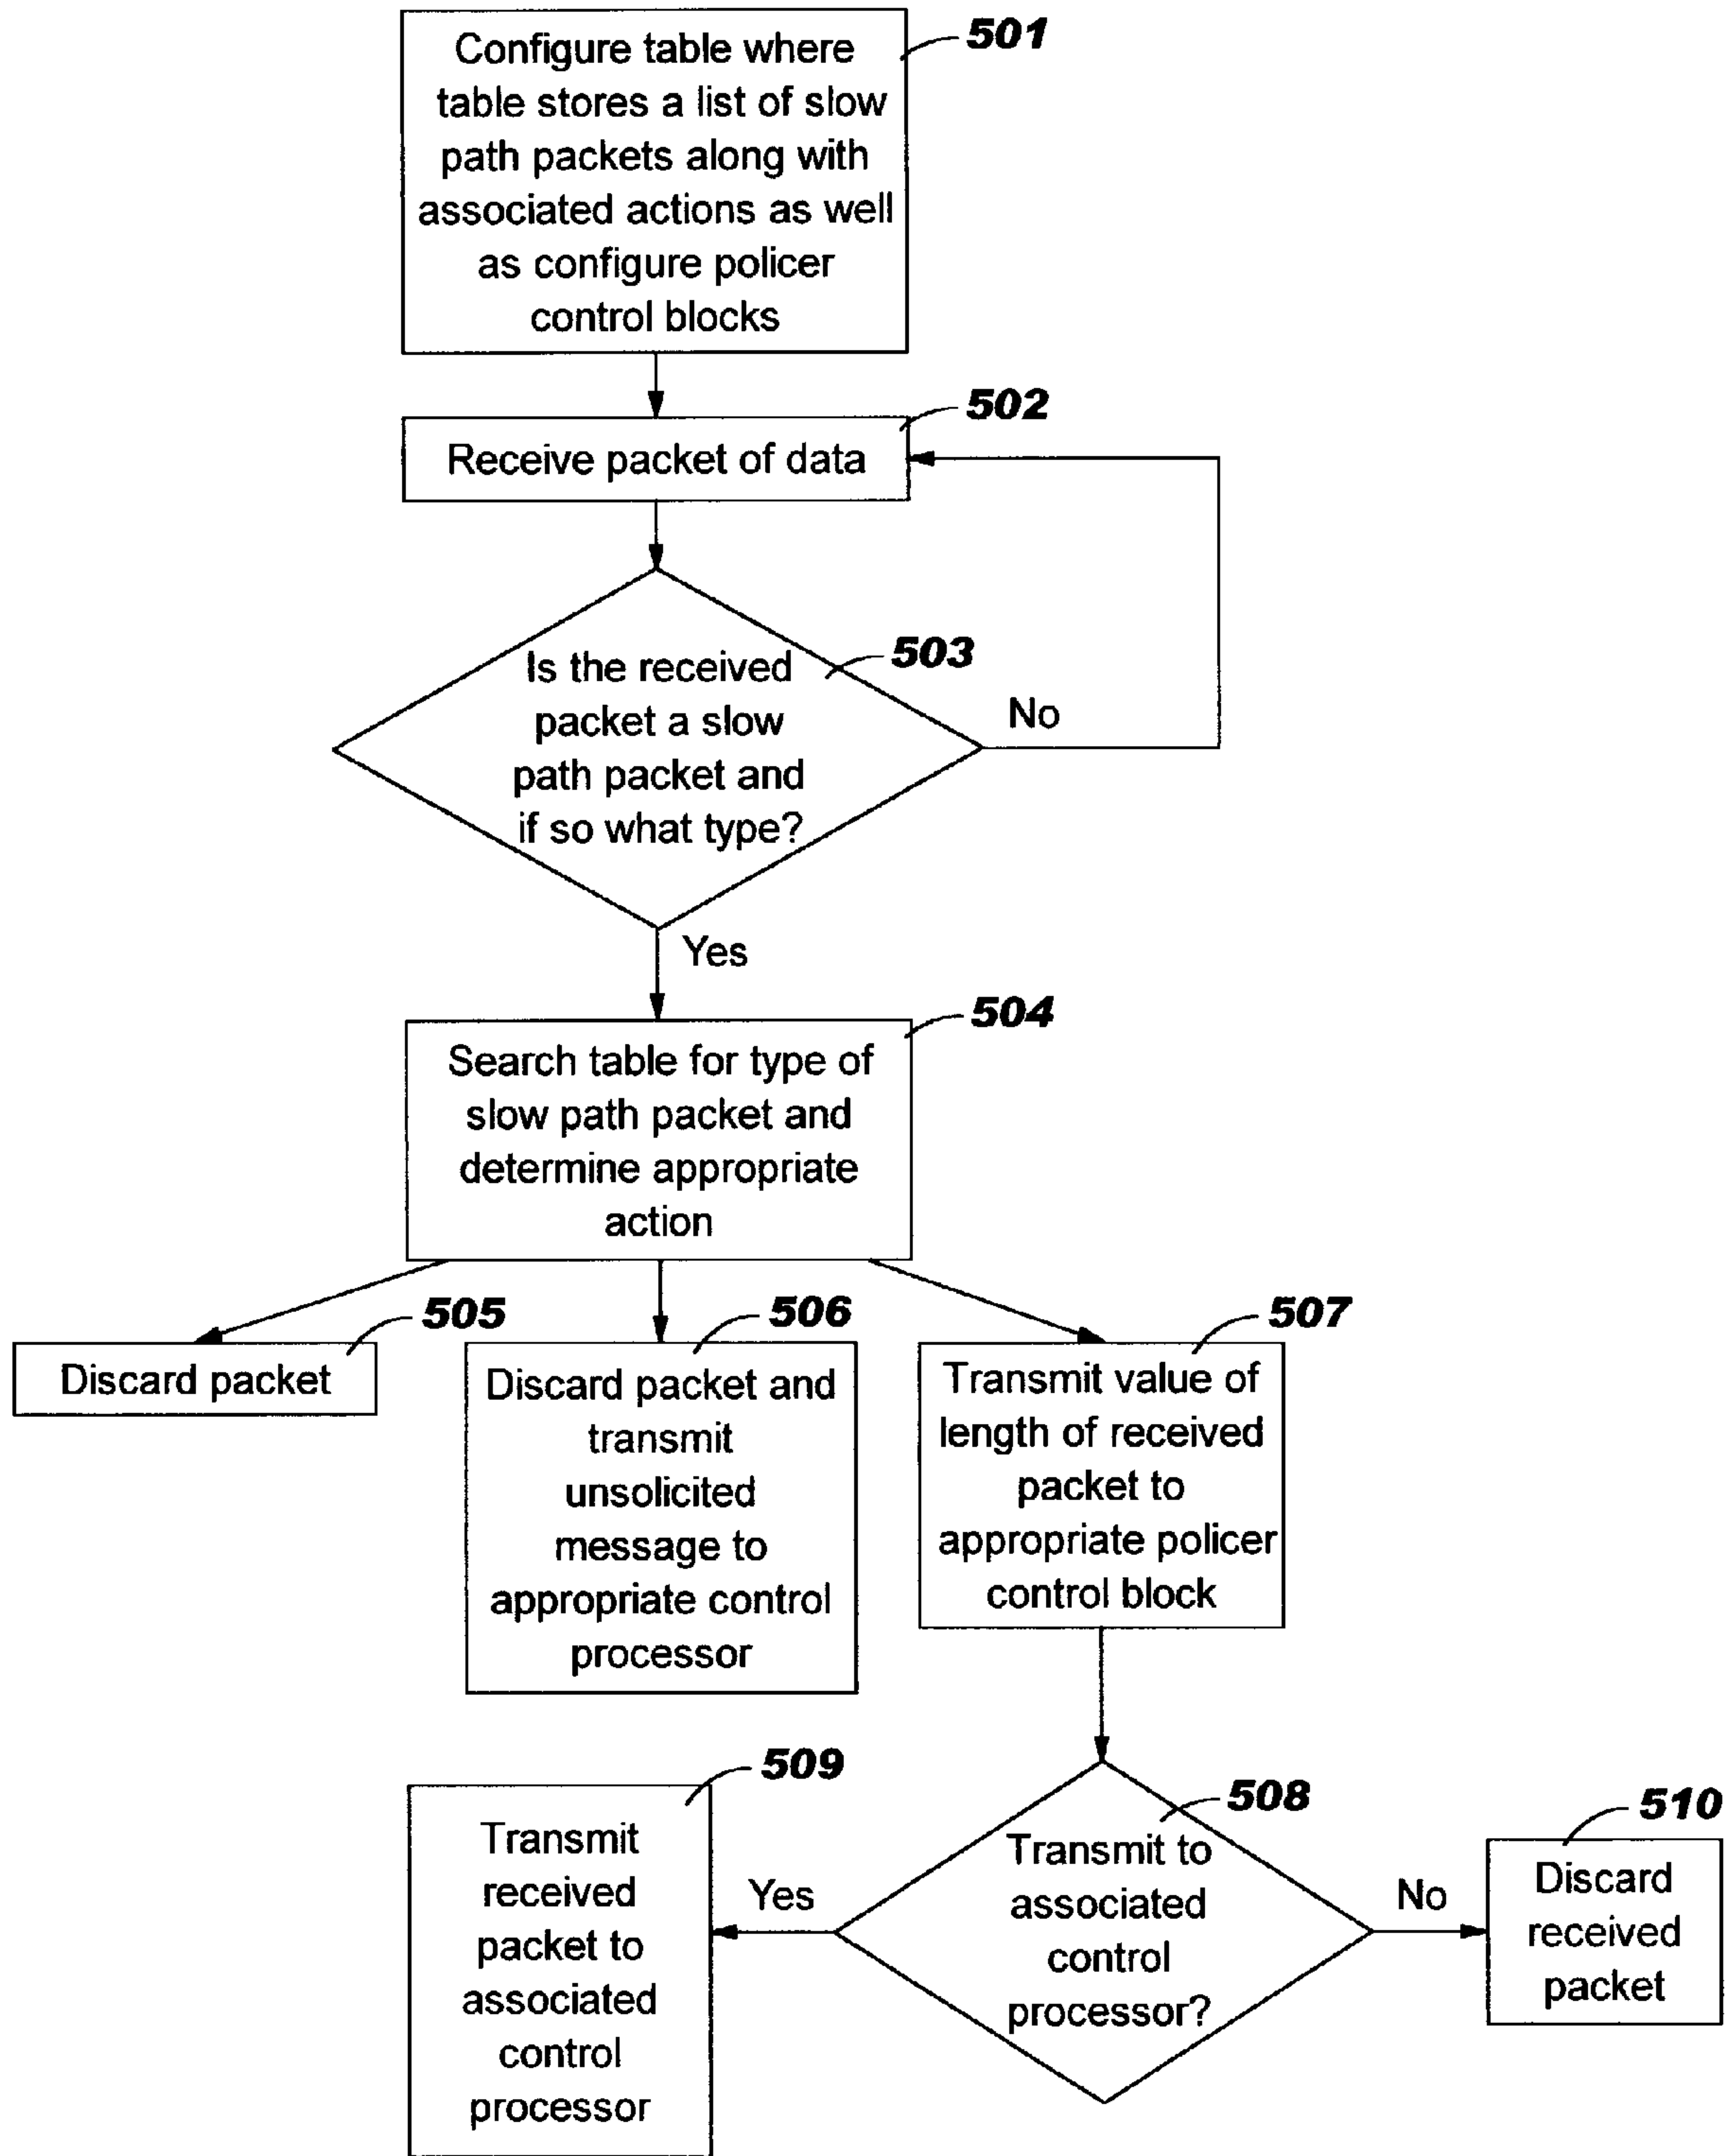 501
Configure table where
table stores a list of slow
path packets along with
associated actions as well
as configure policer
control blocks
502
Receive packet of data
503
Is the received
packet a slow
path packet and
if so what type?
No
Yes
504
Search table for type of
slow path packet and
determine appropriate
action
505
Discard packet
506
Discard packet and
transmit
unsolicited
message to
appropriate control
processor
507
Transmit value of
length of received
packet to
appropriate policer
control block
508
Transmit to
associated
control
processor?
Yes
No
509
Transmit
received
packet to
associated
control
processor
510
Discard
received
packet